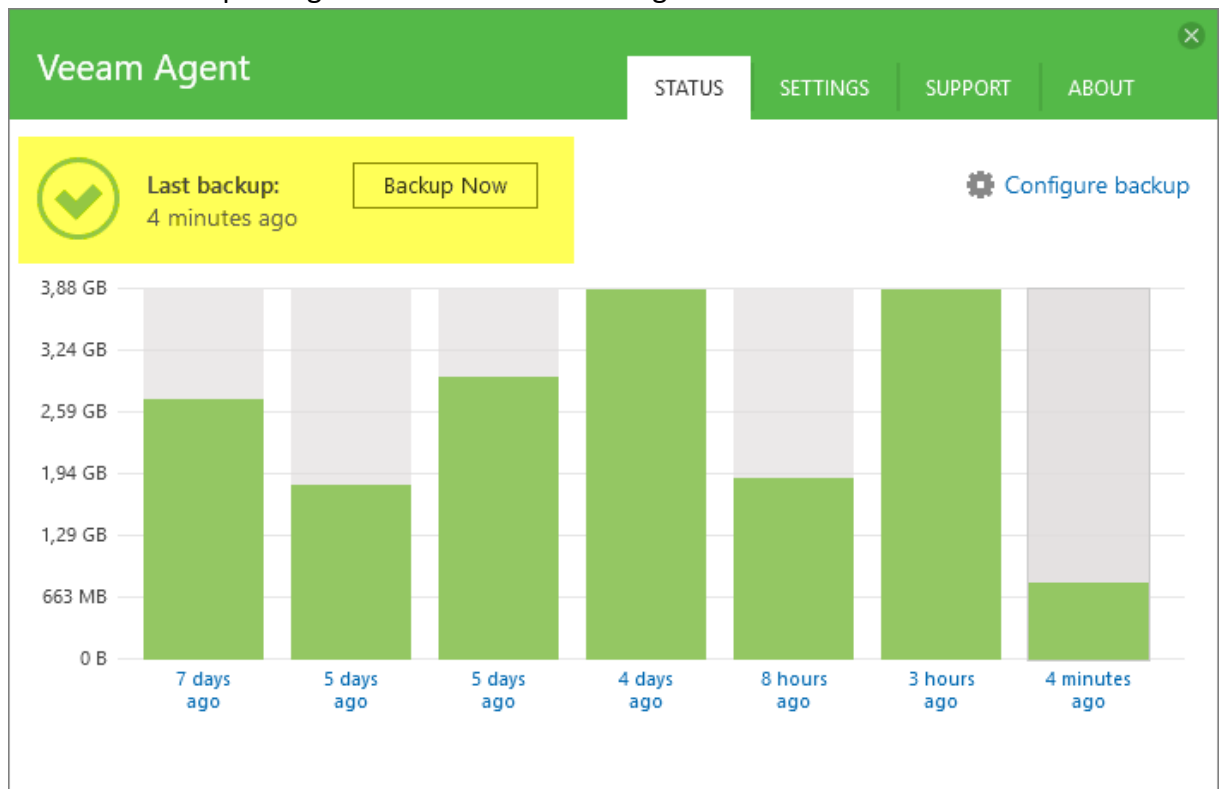 Veeam Agent
STATUS
SETTINGS
SUPPORT
ABOUT
Last backup:
4 minutes ago
Backup Now
Configure backup
3,88 GB
3,24 GB
2,59 GB
1,94 GB
1,29 GB
663 MB
0 B
7 days
ago
5 days
ago
5 days
ago
4 days
ago
8 hours
ago
3 hours
ago
4 minutes
ago